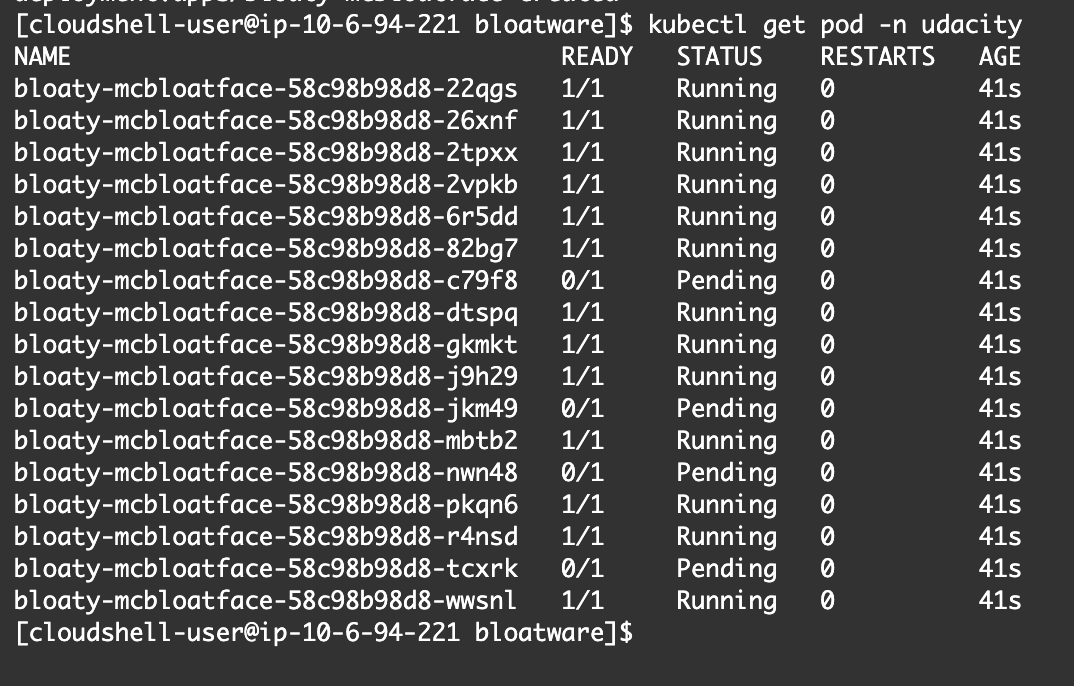 [cloudshell-user@ip-10-6-94-221 bloatware]$ kubectl get pod -n udacity
NAME READY STATUS RESTARTS AGE
bloaty-mcbloatface-58c98b98d8-22qgs 1/1 Running 0 41s
bloaty-mcbloatface-58c98b98d8-26xnf 1/1 Running 0 41s
bloaty-mcbloatface-58c98b98d8-2tpxx 1/1 Running 0 41s
bloaty-mcbloatface-58c98b98d8-2vpkb 1/1 Running 0 41s
bloaty-mcbloatface-58c98b98d8-6r5dd 1/1 Running 0 41s
bloaty-mcbloatface-58c98b98d8-82bg7 1/1 Running 0 41s
bloaty-mcbloatface-58c98b98d8-c79f8 0/1 Pending 0 41s
bloaty-mcbloatface-58c98b98d8-dtspq 1/1 Running 0 41s
bloaty-mcbloatface-58c98b98d8-gkmkt 1/1 Running 0 41s
bloaty-mcbloatface-58c98b98d8-j9h29 1/1 Running 0 41s
bloaty-mcbloatface-58c98b98d8-jkm49 0/1 Pending 0 41s
bloaty-mcbloatface-58c98b98d8-mbtb2 1/1 Running 0 41s
bloaty-mcbloatface-58c98b98d8-nwn48 0/1 Pending 0 41s
bloaty-mcbloatface-58c98b98d8-pkqn6 1/1 Running 0 41s
bloaty-mcbloatface-58c98b98d8-r4nsd 1/1 Running 0 41s
bloaty-mcbloatface-58c98b98d8-tcxrk 0/1 Pending 0 41s
bloaty-mcbloatface-58c98b98d8-wwsnl 1/1 Running 0 41s
[cloudshell-user@ip-10-6-94-221 bloatware]$